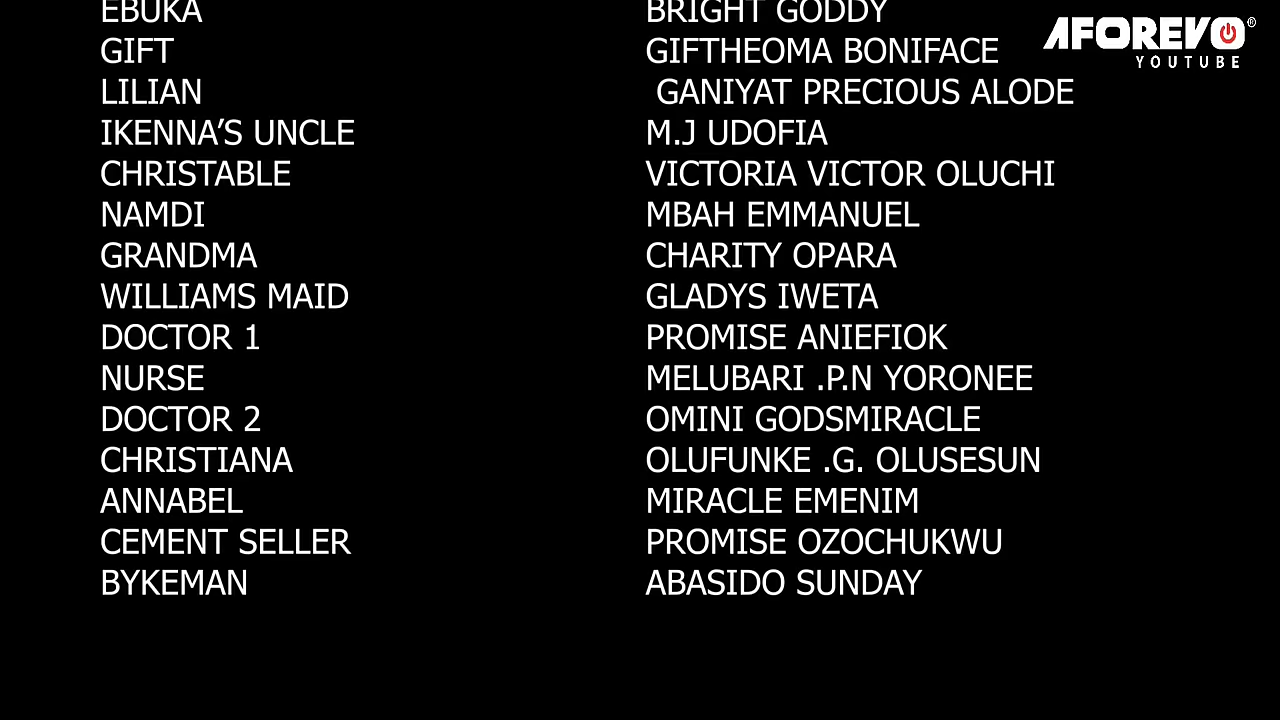 EBUKA BRIGHT GODDY
GIFT GIFTHEOMA BONIFACE
LILIAN GANIYAT PRECIOUS ALODE
IKENNA’S UNCLE M.J UDOFIA
CHRISTABLE VICTORIA VICTOR OLUCHI
NAMDI MBAH EMMANUEL
GRANDMA CHARITY OPARA
WILLIAMS MAID GLADYS IWETA
DOCTOR 1 PROMISE ANIEFIOK
NURSE MELUBARI .P.N YORONEE
DOCTOR 2 OMINI GODSMIRACLE
CHRISTIANA OLUFUNKE .G. OLUSESUN
ANNABEL MIRACLE EMENIM
CEMENT SELLER PROMISE OZOCHUKWU
BYKEMAN ABASIDO SUNDAY
AFOREVO®
YOUTUBE